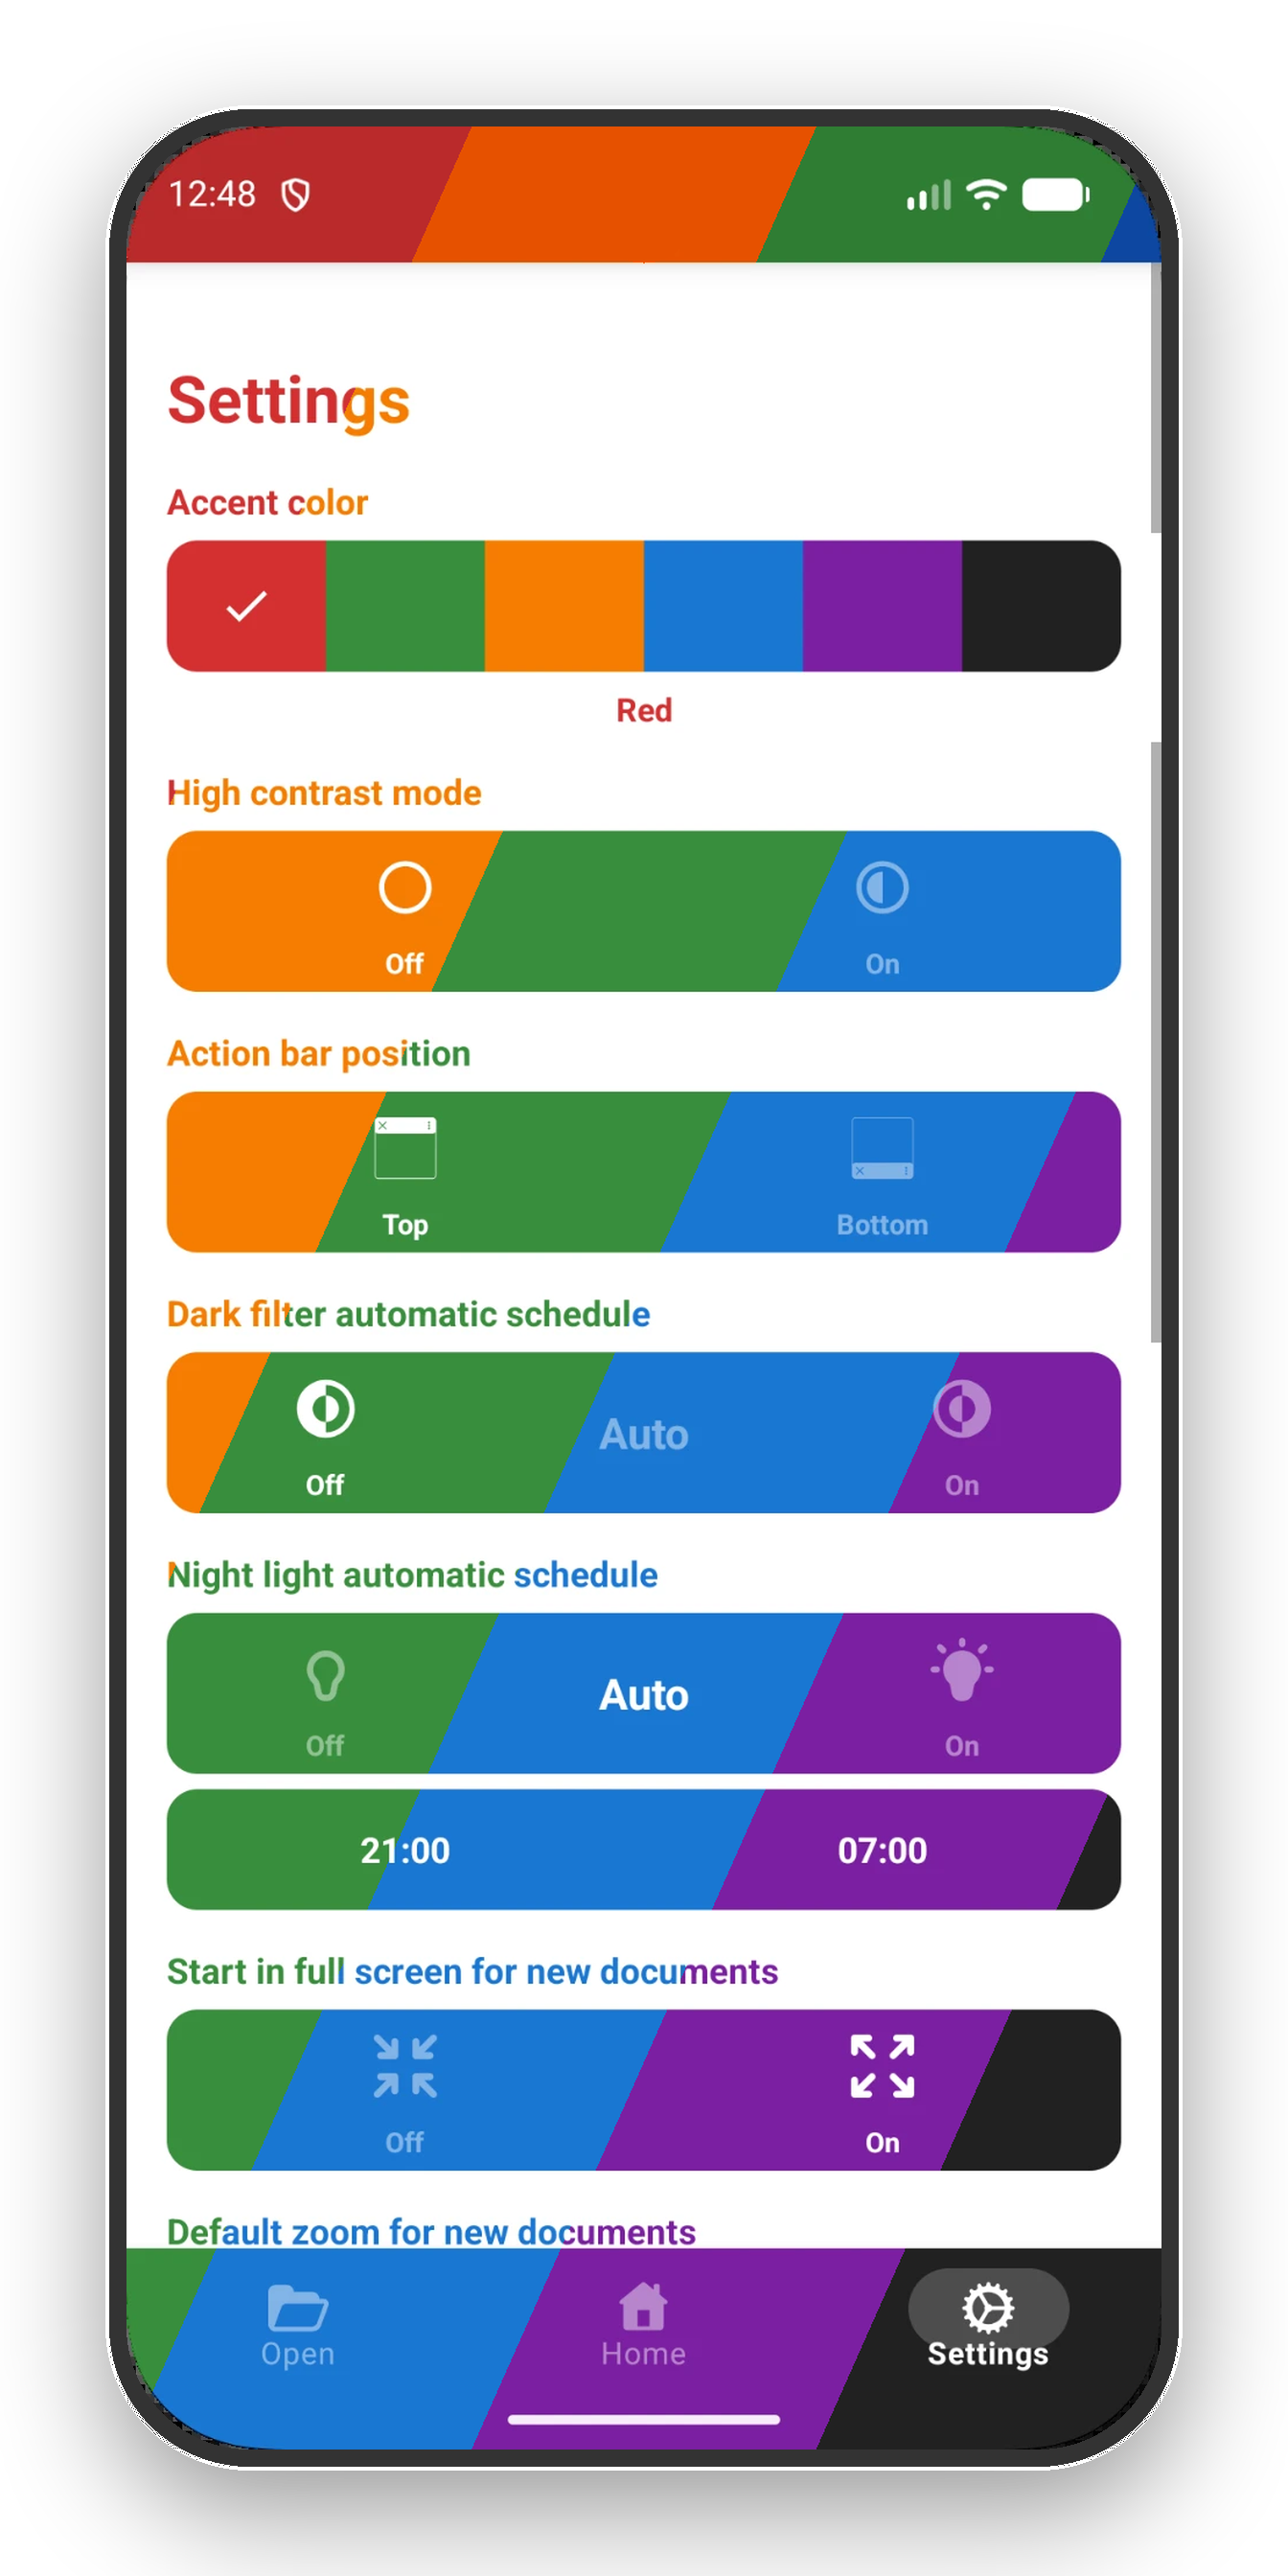 12:48
Settings
Accent color
Red
High contrast mode
Off On
Action bar position
Top Bottom
Dark filter automatic schedule
Off Auto On
Night light automatic schedule
Off Auto On
21:00 07:00
Start in full screen for new documents
Off On
Default zoom for new documents
Open Home Settings